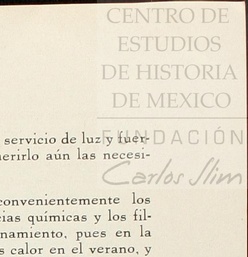 CENTRO DE
ESTUDIOS
DE HISTORIA
DE MEXICO
FUNDACIÓN
Carlos Slim
servicio de luz y fuer-
erirlo aún las necesi-
convenientemente los
cias químicas y los fil-
namiento, pues en la
s calor en el verano, y